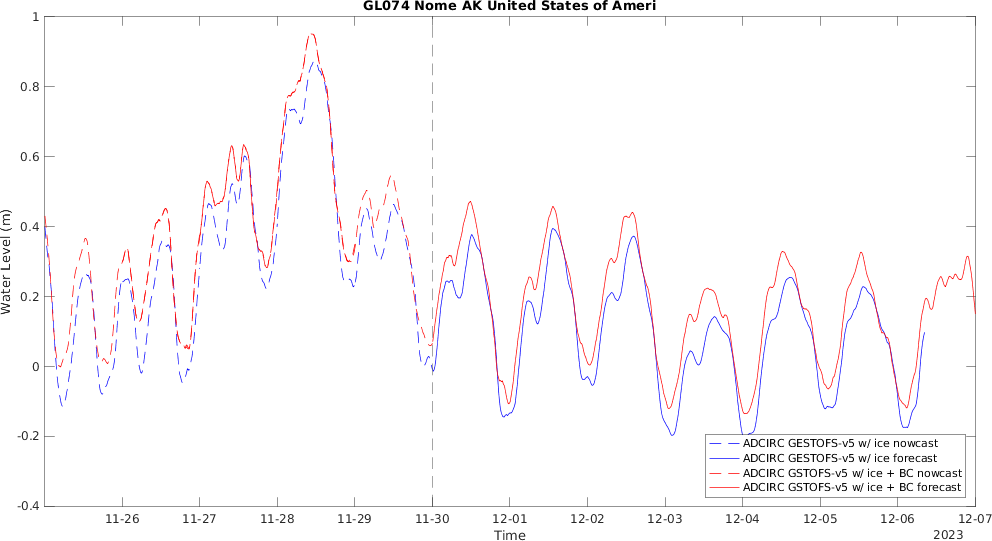 GL074 Nome AK United States of Ameri
1
0.8
0.6
0.4
0.2
0
-0.2
-0.4
Water Level (m)
ADCIRC GESTOFS-v5 w/ ice nowcast
ADCIRC GESTOFS-v5 w/ ice forecast
ADCIRC GSTOFS-v5 w/ ice + BC nowcast
ADCIRC GSTOFS-v5 w/ ice + BC forecast
11-26 11-27 11-28 11-29 11-30 12-01 12-02 12-03 12-04 12-05 12-06 12-07
Time
2023